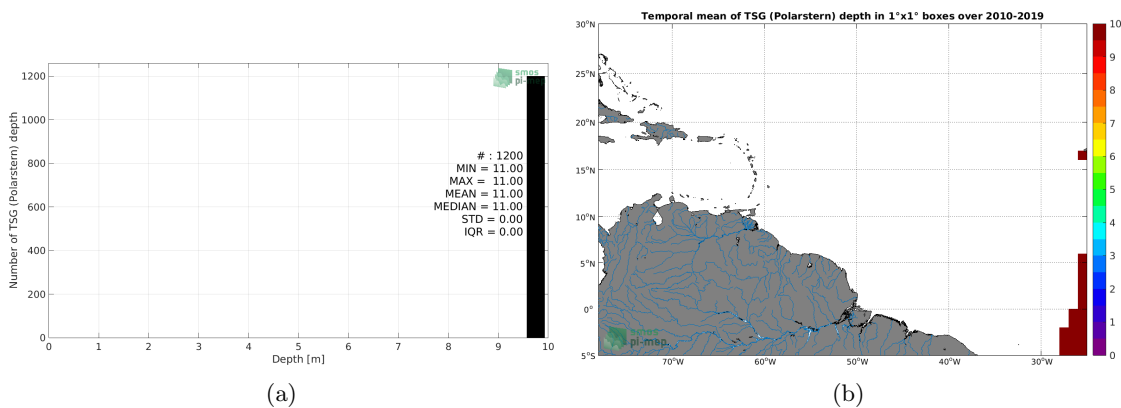 Temporal mean of TSG (Polarstern) depth in 1°x1° boxes over 2010-2019
smos
pi-mep
Number of TSG (Polarstern) depth
1200
1000
800
600
400
200
0
# : 1200
MIN = 11.00
MAX = 11.00
MEAN = 11.00
MEDIAN = 11.00
STD = 0.00
IQR = 0.00
0 1 2 3 4 5 6 7 8 9 10
Depth [m]
(a)
30°N
25°N
20°N
15°N
10°N
5°N
0°
5°S
70°W 60°W 50°W 40°W 30°W
smos
pi-mep
10
9
8
7
6
5
4
3
2
1
0
(b)